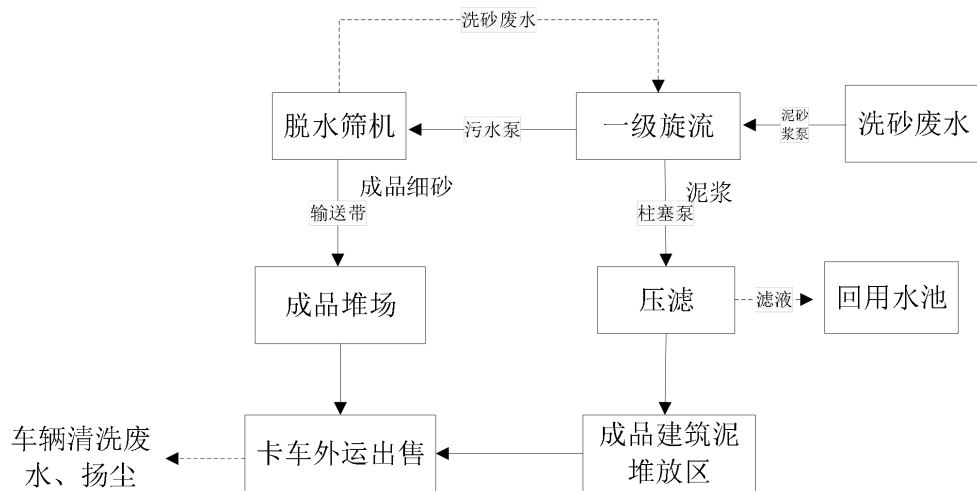 洗砂废水
脱水筛机
污水泵
一级旋流
泥砂
浆泵
洗砂废水
成品细砂
输送带
泥浆
柱塞泵
成品堆场
压滤
滤液
回用水池
车辆清洗废
水、扬尘
卡车外运出售
成品建筑泥
堆放区